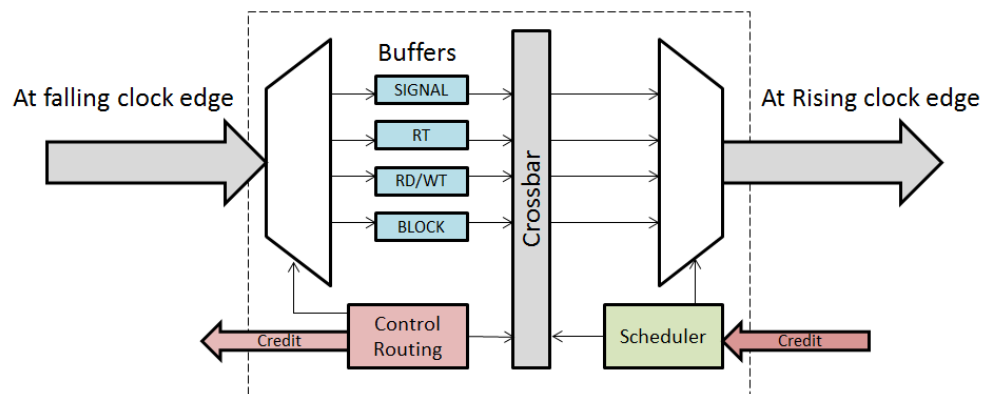 Buffers
At falling clock edge
At Rising clock edge
SIGNAL
RT
RD/WT
BLOCK
Crossbar
Control
Routing
Scheduler
Credit
Credit